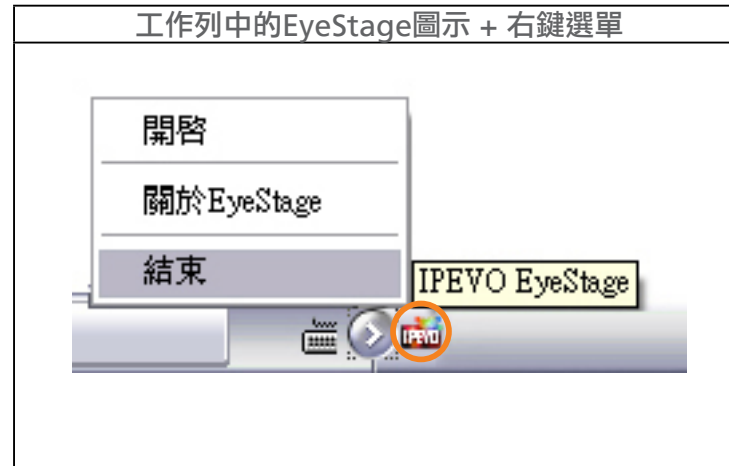 工作列中的EyeStage圖示 + 右鍵選單
開啓
關於EyeStage
結束
IPEVO EyeStage
IPEVO